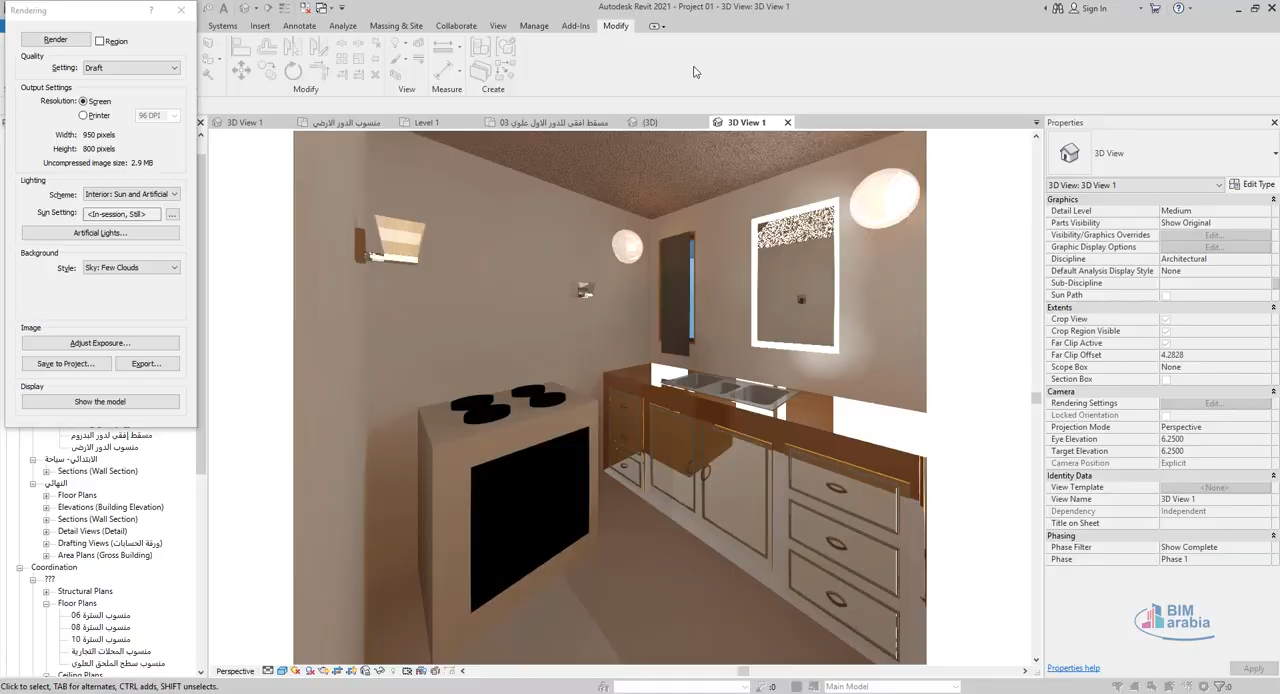 Rendering
?
Autodesk Revit 2021 - Project 01 - 3D View: 3D View 1
Sign In
Systems
Insert
Annotate
Analyze
Massing & Site
Collaborate
View
Manage
Add-Ins
Modify
Render
Region
Quality
Setting:
Draft
Output Settings
Resolution:
Screen
Printer
96 DPI
Width:
950 pixels
Height:
800 pixels
Uncompressed image size:
2.9 MB
Lighting
Scheme:
Interior: Sun and Artificial
Sun Setting:
<In-session, Still>
...
Artificial Lights...
Background
Style:
Sky: Few Clouds
Image
Adjust Exposure...
Save to Project...
Export...
Display
Show the model
Modify
View
Measure
Create
3D View 1
منسوب الدور الارضي
Level 1
مسقط افقى للدور الاول علوي 03
{3D}
3D View 1
مسقط إفقى لدور البدروم
منسوب الدور الارضى
الابتدائي- سياحة
Sections (Wall Section)
النهائي
Floor Plans
Elevations (Building Elevation)
Sections (Wall Section)
Detail Views (Detail)
Drafting Views (ورقة الحسابات)
Area Plans (Gross Building)
Coordination
???
Structural Plans
Floor Plans
منسوب السترة 06
منسوب السترة 08
منسوب السترة 10
منسوب المحلات التجارية
منسوب سطح الملحق العلوي
Ceiling Plans
Properties
3D View
3D View: 3D View 1
Edit Type
Graphics
Detail Level
Medium
Parts Visibility
Show Original
Visibility/Graphics Overrides
Edit...
Graphic Display Options
Edit...
Discipline
Architectural
Default Analysis Display Style
None
Sub-Discipline
Sun Path
Extents
Crop View
Crop Region Visible
Far Clip Active
Far Clip Offset
4.2828
Scope Box
None
Section Box
Camera
Rendering Settings
Edit...
Locked Orientation
Projection Mode
Perspective
Eye Elevation
6.2500
Target Elevation
6.2500
Camera Position
Explicit
Identity Data
View Template
<None>
View Name
3D View 1
Dependency
Independent
Title on Sheet
Phasing
Phase Filter
Show Complete
Phase
Phase 1
BIM
arabia
Properties help
Apply
Perspective
Click to select, TAB for alternates, CTRL adds, SHIFT unselects.
:0
Main Model
:0